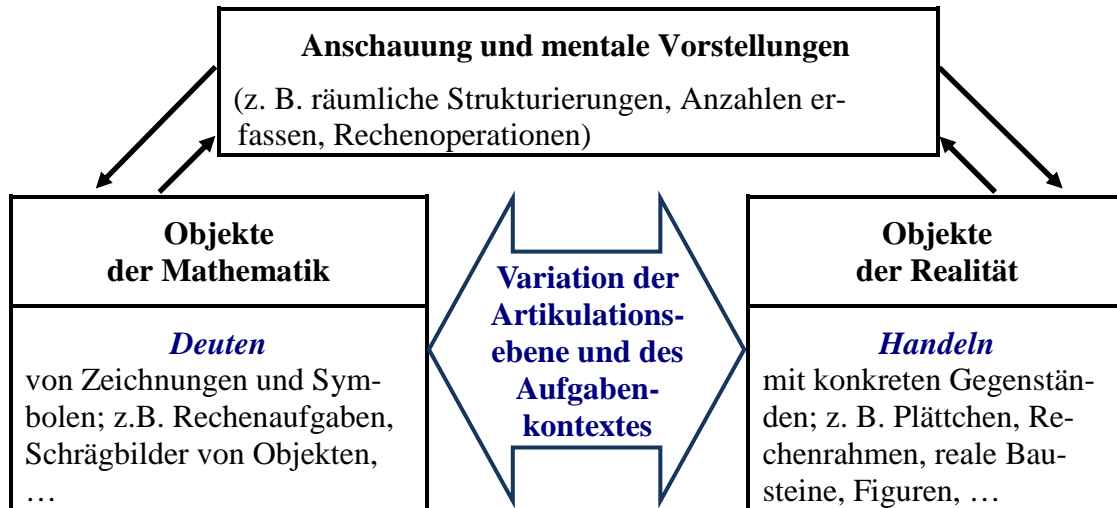 Anschauung und mentale Vorstellungen
(z. B. räumliche Strukturierungen, Anzahlen er-
fassen, Rechenoperationen)
Objekte
der Mathematik
Deuten
von Zeichnungen und Sym-
bolen; z.B. Rechenaufgaben,
Schrägbilder von Objekten,
…
Variation der
Artikulations-
ebene und des
Aufgaben-
kontextes
Objekte
der Realität
Handeln
mit konkreten Gegenstän-
den; z. B. Plättchen, Re-
chenrahmen, reale Bau-
steine, Figuren, …